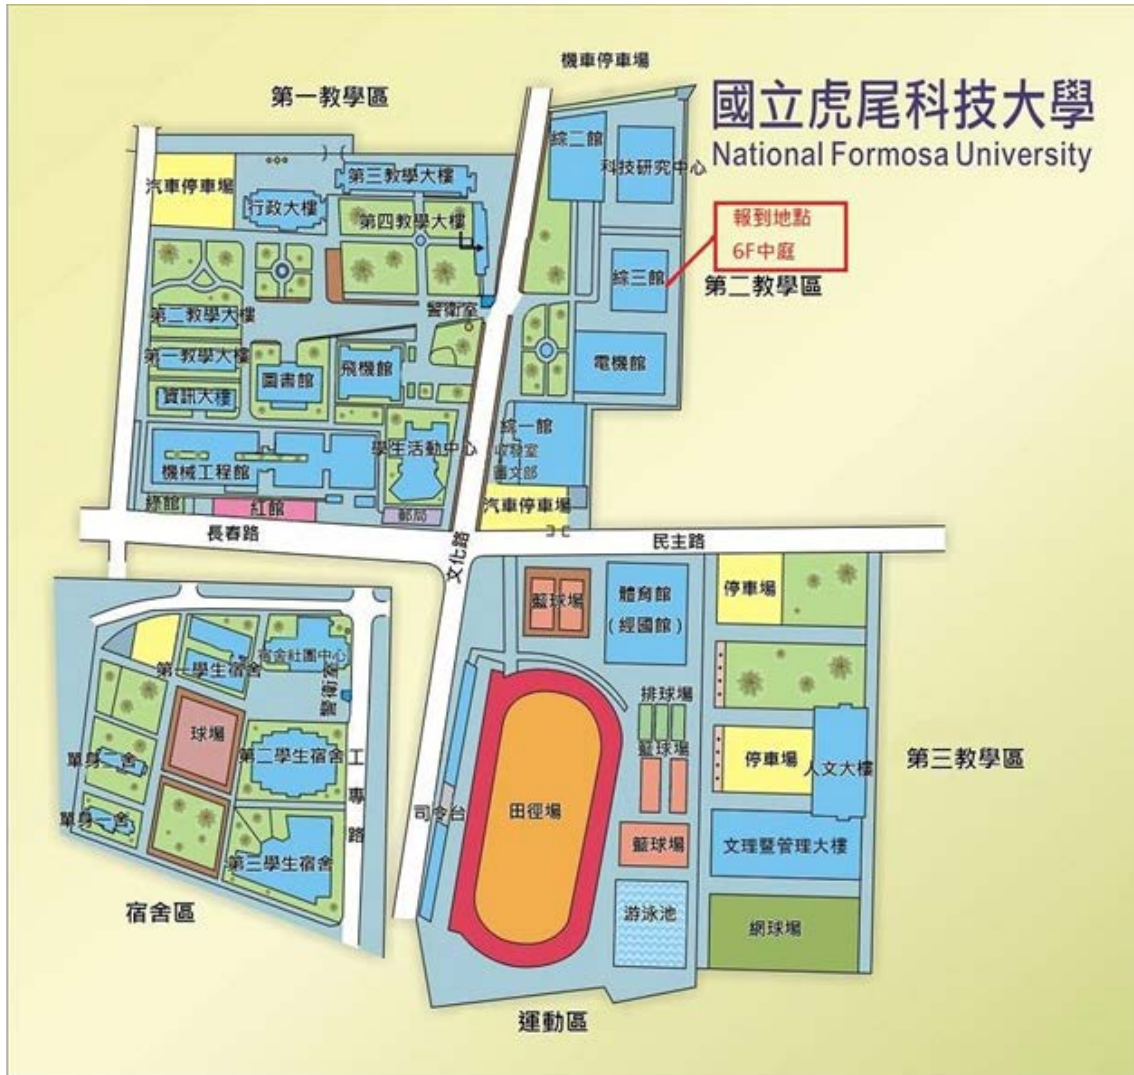 機車停車場
第一教學區
國立虎尾科技大學
National Formosa University
綜二館
科技研究中心
第三教學大樓
汽車停車場
行政大樓
第四教學大樓
報到地點
6F中庭
綜三館
第二教學區
警衛室
第二教學大樓
第一教學大樓
圖書館
飛機館
電機館
資訊大樓
綜一館
學生活動中心
收發室
圖文部
機械工程館
汽車停車場
綠館
紅館
郵局
長春路
文化路
民主路
籃球場
體育館
(經國館)
停車場
第一學生宿舍
宿舍社團中心
警衛室
排球場
籃球場
球場
第二學生宿舍
單身二舍
停車場
人文大樓
第三教學區
工專路
單身一舍
司令台
田徑場
籃球場
文理暨管理大樓
第三學生宿舍
宿舍區
游泳池
網球場
運動區